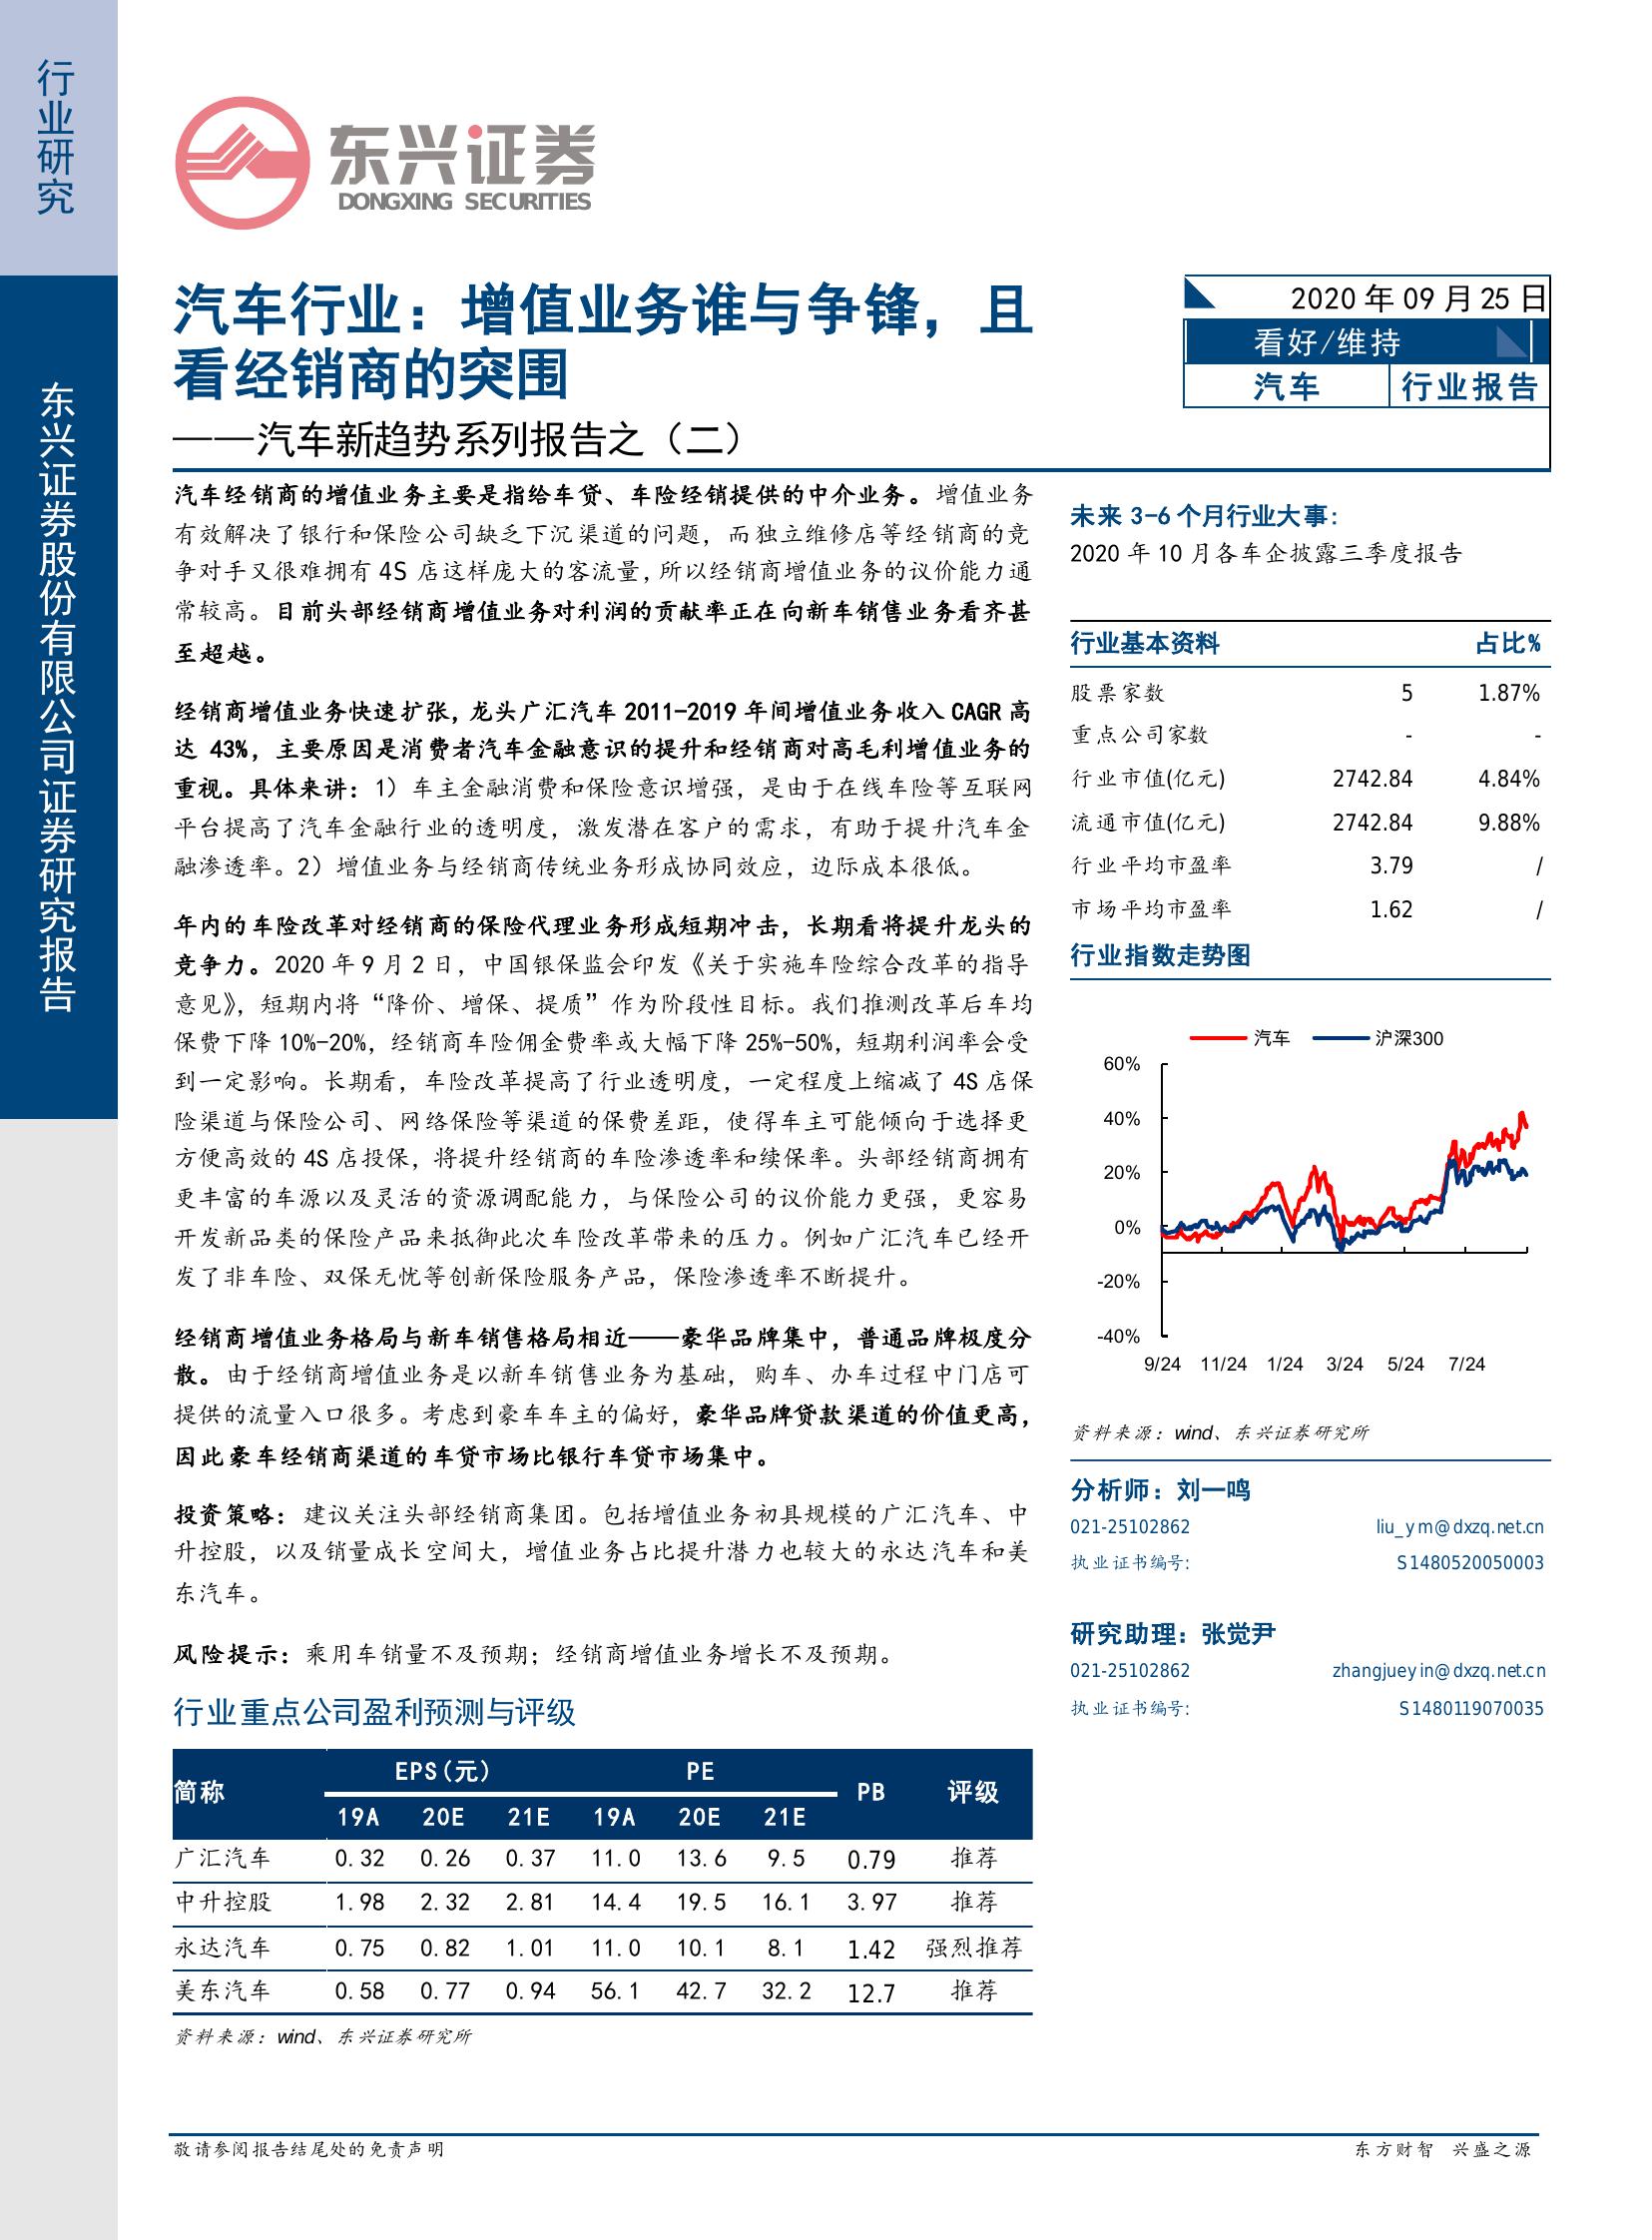 行业研究
东兴证券股份有限公司证券研究报告
东兴证券
DONGXING SECURITIES
汽车行业：增值业务谁与争锋，且
看经销商的突围
——汽车新趋势系列报告之（二）
2020 年 09 月 25 日
看好/维持
汽车 行业报告
汽车经销商的增值业务主要是指给车贷、车险经销提供的中介业务。增值业务
有效解决了银行和保险公司缺乏下沉渠道的问题，而独立维修店等经销商的竞
争对手又很难拥有 4S 店这样庞大的客流量，所以经销商增值业务的议价能力通
常较高。目前头部经销商增值业务对利润的贡献率正在向新车销售业务看齐甚
至超越。
经销商增值业务快速扩张，龙头广汇汽车 2011-2019 年间增值业务收入 CAGR 高
达 43%，主要原因是消费者汽车金融意识的提升和经销商对高毛利增值业务的
重视。具体来讲：1）车主金融消费和保险意识增强，是由于在线车险等互联网
平台提高了汽车金融行业的透明度，激发潜在客户的需求，有助于提升汽车金
融渗透率。2）增值业务与经销商传统业务形成协同效应，边际成本很低。
年内的车险改革对经销商的保险代理业务形成短期冲击，长期看将提升龙头的
竞争力。2020 年 9 月 2 日，中国银保监会印发《关于实施车险综合改革的指导
意见》，短期内将“降价、增保、提质”作为阶段性目标。我们推测改革后车均
保费下降 10%-20%，经销商车险佣金费率或大幅下降 25%-50%，短期利润率会受
到一定影响。长期看，车险改革提高了行业透明度，一定程度上缩减了 4S 店保
险渠道与保险公司、网络保险等渠道的保费差距，使得车主可能倾向于选择更
方便高效的 4S 店投保，将提升经销商的车险渗透率和续保率。头部经销商拥有
更丰富的车源以及灵活的资源调配能力，与保险公司的议价能力更强，更容易
开发新品类的保险产品来抵御此次车险改革带来的压力。例如广汇汽车已经开
发了非车险、双保无忧等创新保险服务产品，保险渗透率不断提升。
经销商增值业务格局与新车销售格局相近——豪华品牌集中，普通品牌极度分
散。由于经销商增值业务是以新车销售业务为基础，购车、办车过程中门店可
提供的流量入口很多。考虑到豪车车主的偏好，豪华品牌贷款渠道的价值更高，
因此豪车经销商渠道的车贷市场比银行车贷市场集中。
投资策略：建议关注头部经销商集团。包括增值业务初具规模的广汇汽车、中
升控股，以及销量成长空间大，增值业务占比提升潜力也较大的永达汽车和美
东汽车。
风险提示：乘用车销量不及预期；经销商增值业务增长不及预期。
行业重点公司盈利预测与评级
简称 EPS(元) PE PB 评级
19A 20E 21E 19A 20E 21E
广汇汽车 0.32 0.26 0.37 11.0 13.6 9.5 0.79 推荐
中升控股 1.98 2.32 2.81 14.4 19.5 16.1 3.97 推荐
永达汽车 0.75 0.82 1.01 11.0 10.1 8.1 1.42 强烈推荐
美东汽车 0.58 0.77 0.94 56.1 42.7 32.2 12.7 推荐
资料来源：wind、东兴证券研究所
未来 3-6 个月行业大事：
2020 年 10 月各车企披露三季度报告
行业基本资料 占比%
股票家数 5 1.87%
重点公司家数 - -
行业市值(亿元) 2742.84 4.84%
流通市值(亿元) 2742.84 9.88%
行业平均市盈率 3.79 /
市场平均市盈率 1.62 /
行业指数走势图
汽车 沪深300
60%
40%
20%
0%
-20%
-40%
9/24 11/24 1/24 3/24 5/24 7/24
资料来源：wind、东兴证券研究所
分析师：刘一鸣
021-25102862 liu_ym@dxzq.net.cn
执业证书编号: S1480520050003
研究助理：张觉尹
021-25102862 zhangjueyin@dxzq.net.cn
执业证书编号: S1480119070035
敬请参阅报告结尾处的免责声明
东方财智 兴盛之源